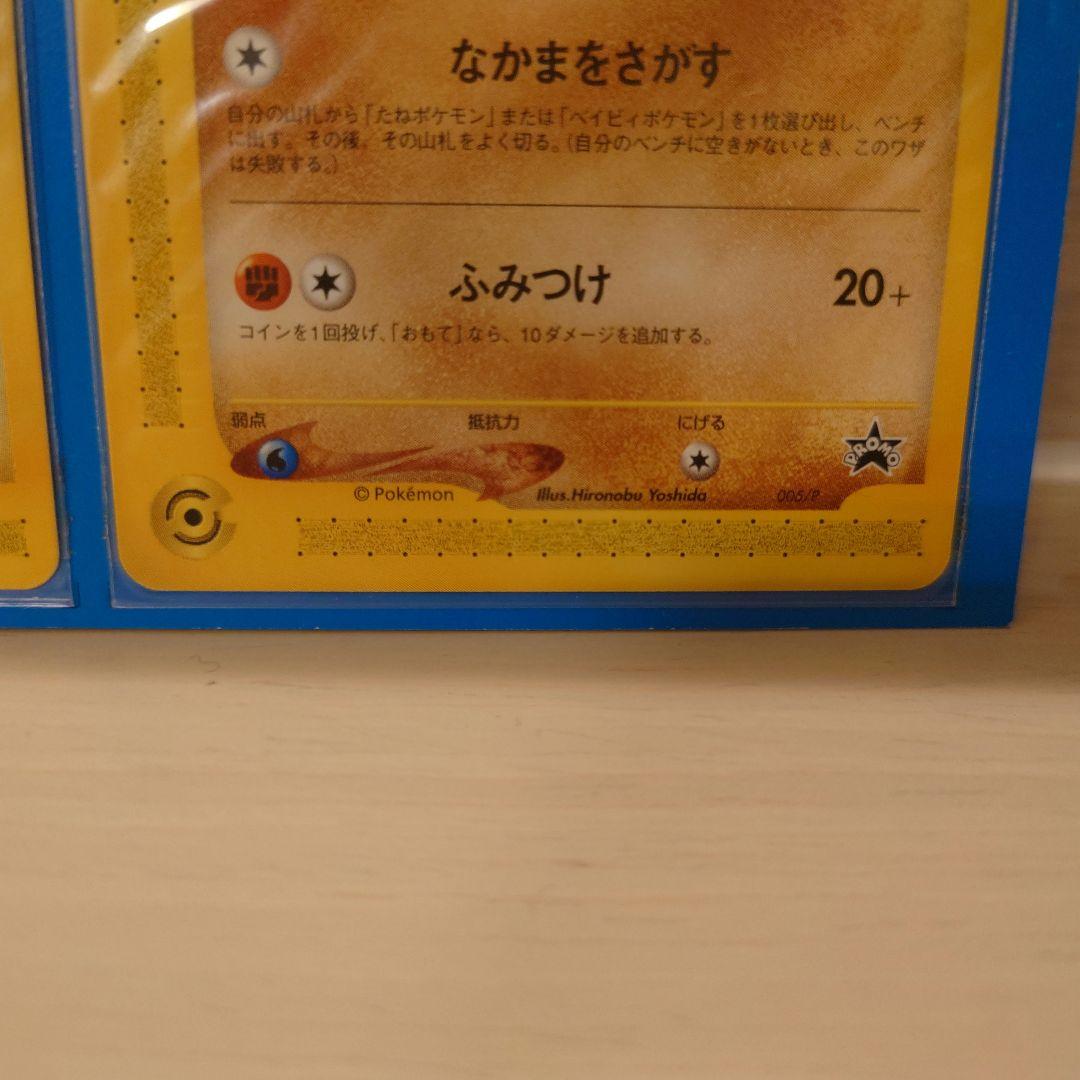 なかまをさがす
自分の山札から「たねポケモン」または「ベイビィポケモン」を1枚選び出し、ベンチ
に出す。その後、その山札をよく切る。(自分のベンチに空きがないとき、このワザ
は失敗する。)
ふみつけ 20+
コインを1回投げ、「おもて」なら、10ダメージを追加する。
弱点 抵抗力 にげる
PROMO
© Pokémon Illus.Hironobu Yoshida 005/P